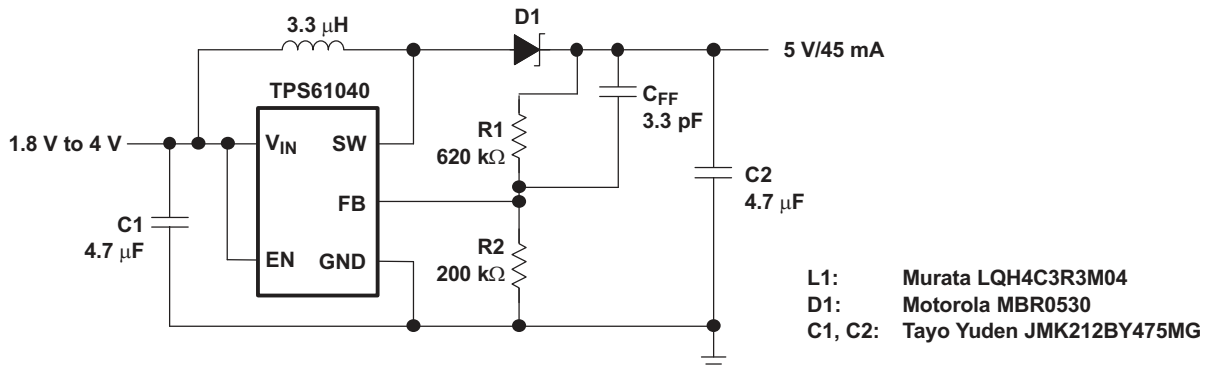 D1
3.3 μH
5 V/45 mA
TPS61040
CFF
3.3 pF
1.8 V to 4 V
VIN
SW
R1
620 kΩ
C2
4.7 μF
FB
C1
4.7 μF
EN
GND
R2
200 kΩ
L1: Murata LQH4C3R3M04
D1: Motorola MBR0530
C1, C2: Tayo Yuden JMK212BY475MG